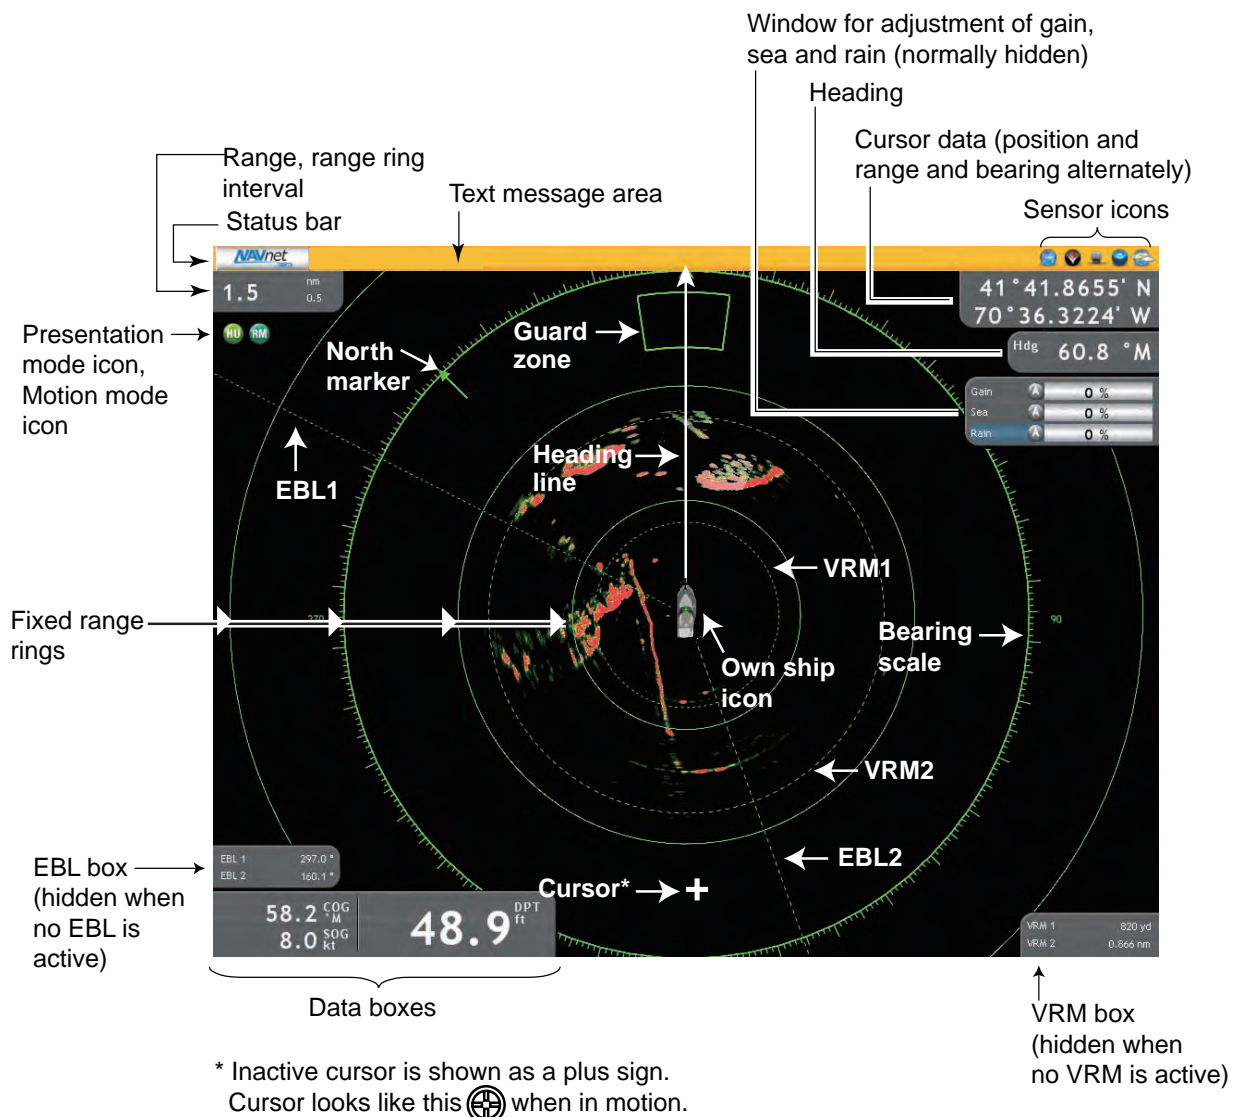 Window for adjustment of gain,
sea and rain (normally hidden)
Heading
Cursor data (position and
range and bearing alternately)
Sensor icons
Range, range ring
interval
Status bar
Text message area
NAVnet
1.5 nm
0.5
41°41.8655' N
70°36.3224' W
HU RM
Presentation
mode icon,
Motion mode
icon
North
marker
Guard
zone
Hdg 60.8 °M
Gain A 0 %
Sea A 0 %
Rain A 0 %
EBL1
Heading
line
VRM1
Fixed range
rings
270
90
Bearing
scale
Own ship
icon
VRM2
EBL2
Cursor*
EBL box
(hidden when
no EBL is
active)
EBL 1 297.0 °
EBL 2 160.1 °
58.2 COG °M
8.0 SOG kt
48.9 DPT ft
VRM 1 820 yd
VRM 2 0.866 nm
Data boxes
VRM box
(hidden when
no VRM is active)
* Inactive cursor is shown as a plus sign.
Cursor looks like this when in motion.